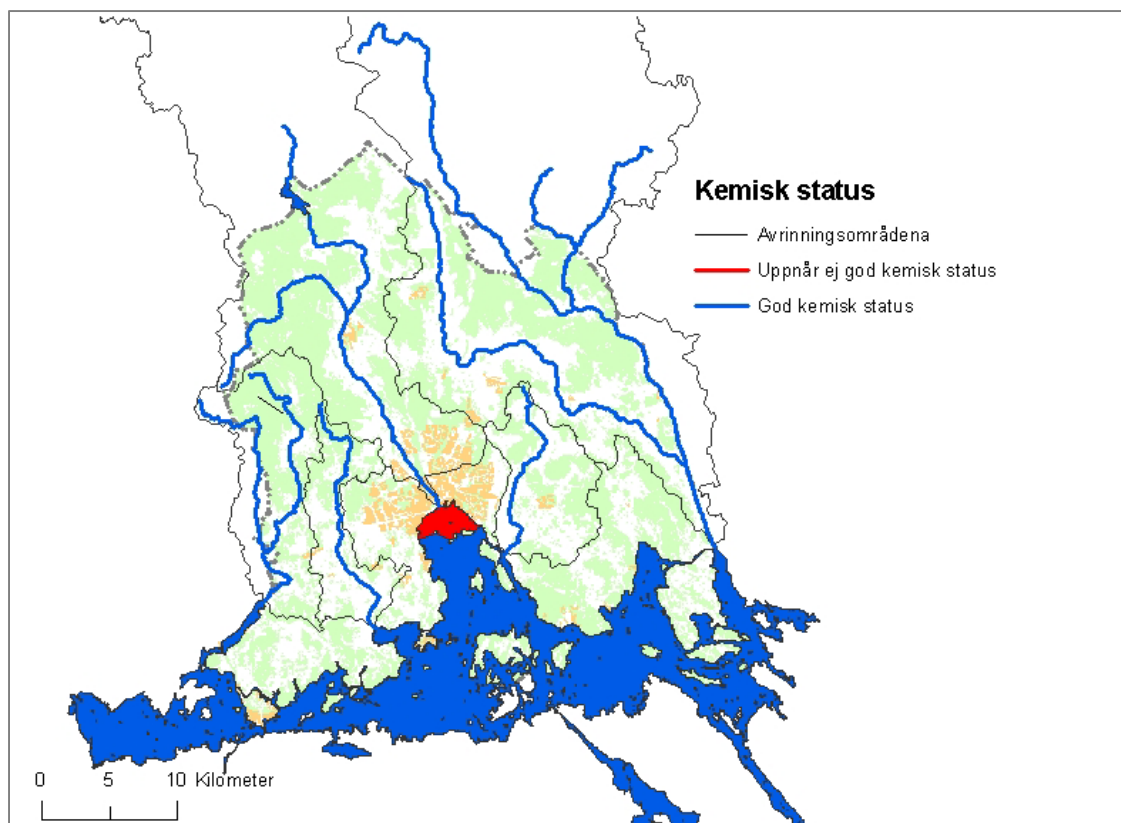 Kemisk status
Avrinningsområdena
Uppnår ej god kemisk status
God kemisk status
0 5 10 Kilometer